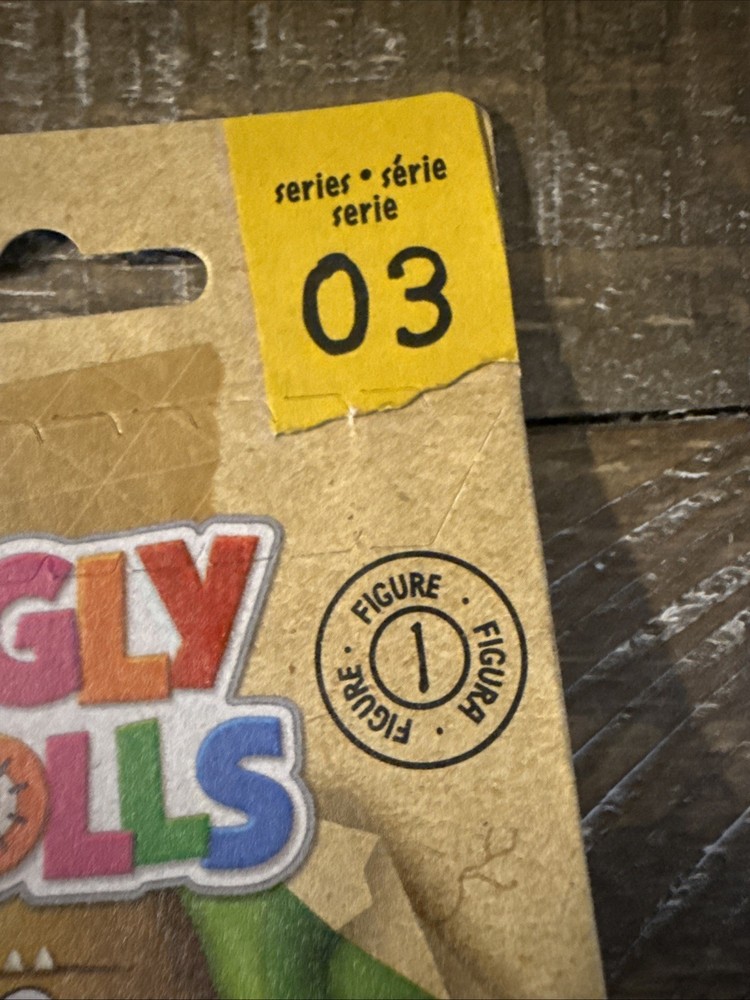 series • série
serie
03
GLY
OLLS
FIGURE • FIGURA • FIGURE •
1